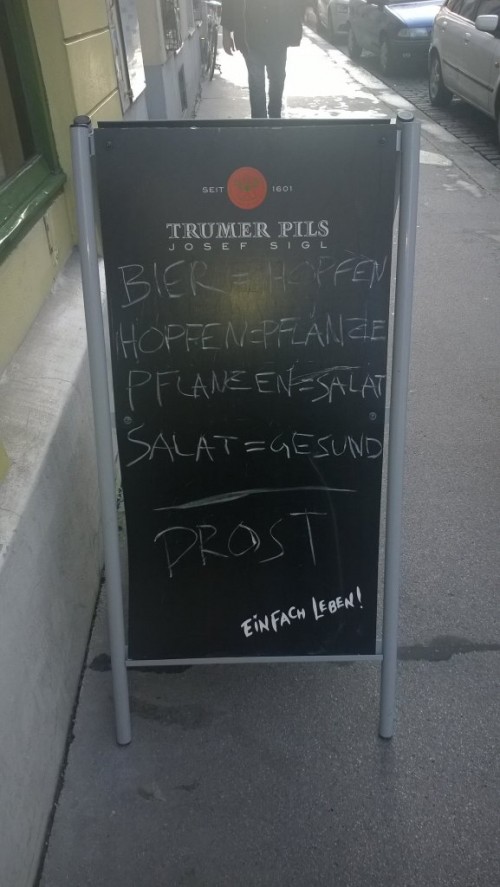 SEIT 1601
TRUMER PILS
JOSEF SIGL
BIER = HOPFEN
HOPFEN=PFLANZE
PFLANZEN=SALAT
SALAT=GESUND
PROST
EINFACH LEBEN!